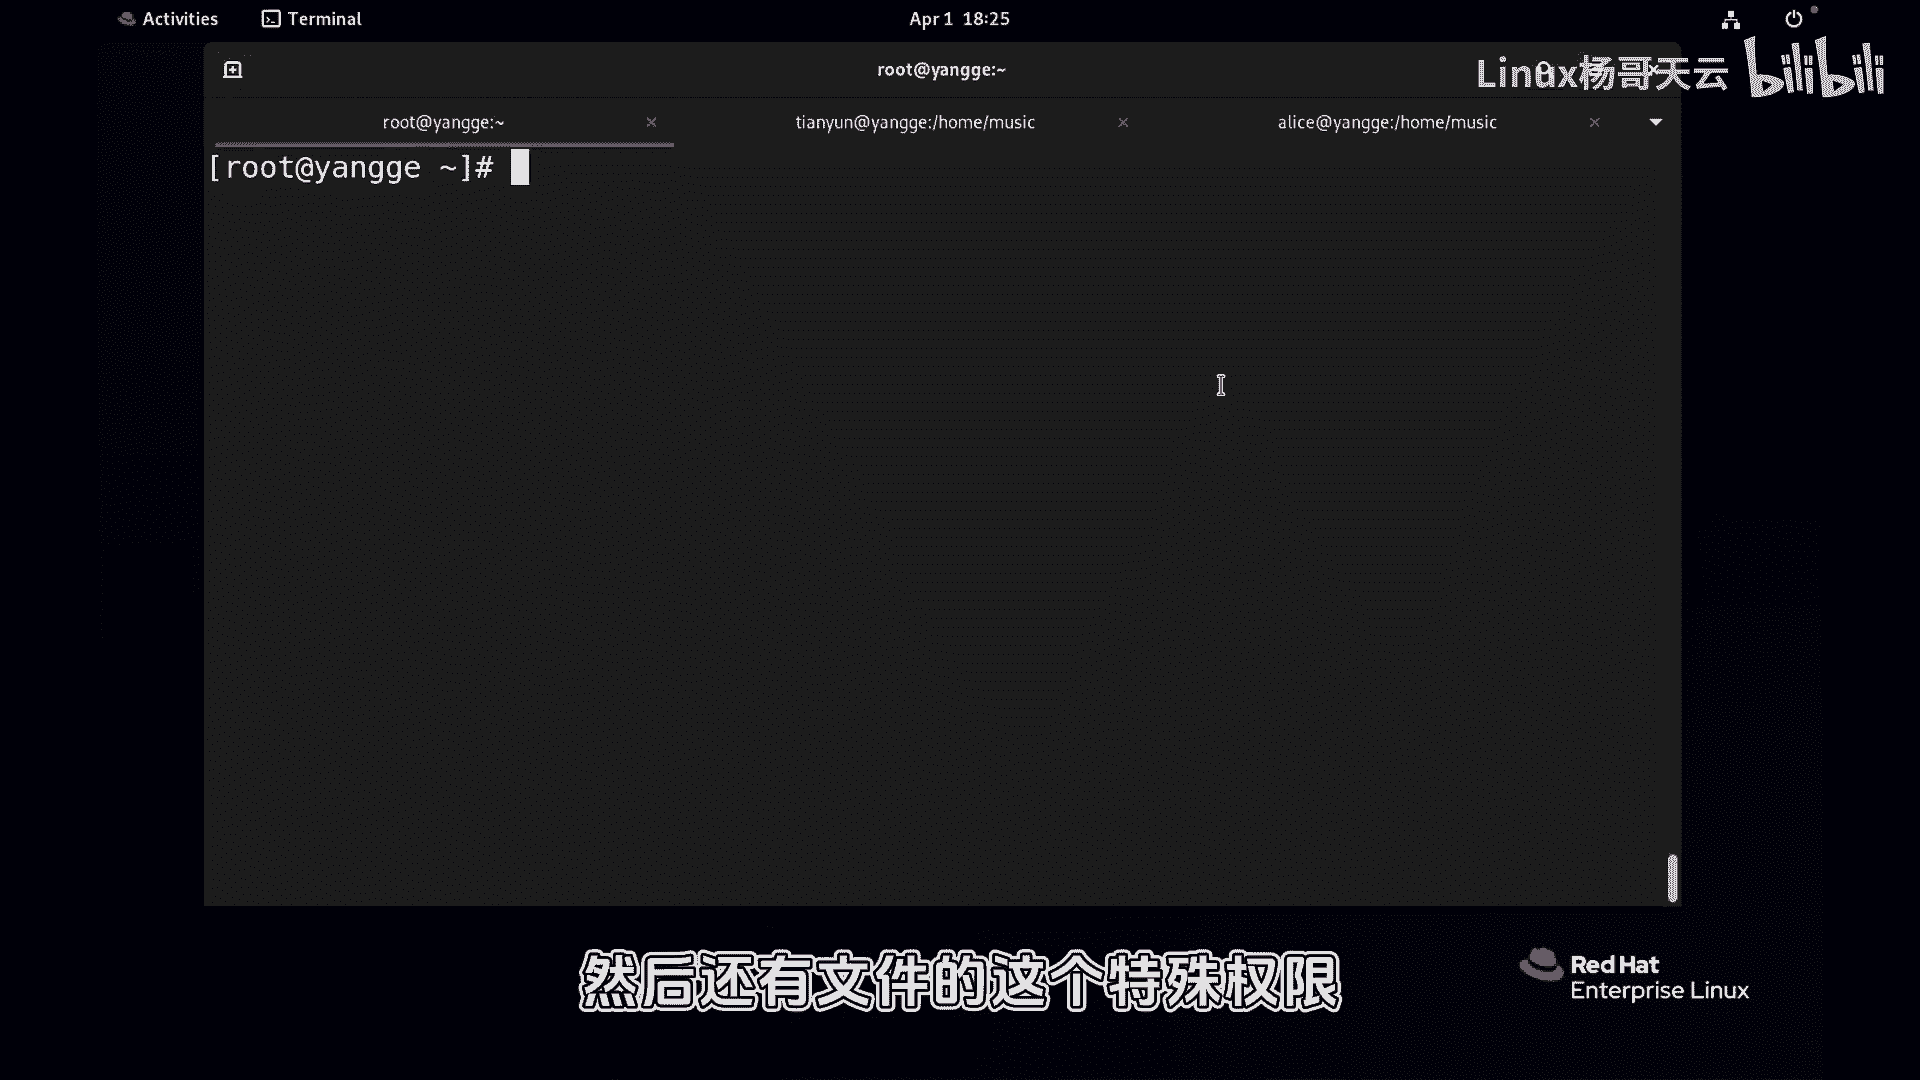 Activities
Terminal
Apr 1 18:25
root@yangge:~
Linux杨哥天云 bilibili
root@yangge:~
tianyun@yangge:/home/music
alice@yangge:/home/music
[root@yangge ~]#
然后还有文件的这个特殊权限
Red Hat
Enterprise Linux